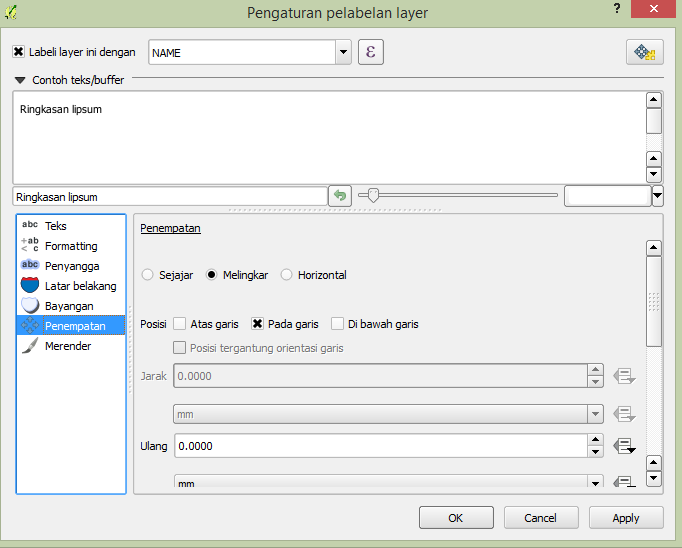 Pengaturan pelabelan layer
? ×
Labeli layer ini dengan NAME ε
Contoh teks/buffer
Ringkasan lipsum
Ringkasan lipsum
abc Teks
+ab < c Formatting
abc Penyangga
Latar belakang
Bayangan
Penempatan
Merender
Penempatan
Sejajar Melingkar Horizontal
Posisi Atas garis Pada garis Di bawah garis
Posisi tergantung orientasi garis
Jarak 0.0000
mm
Ulang 0.0000
mm
OK Cancel Apply